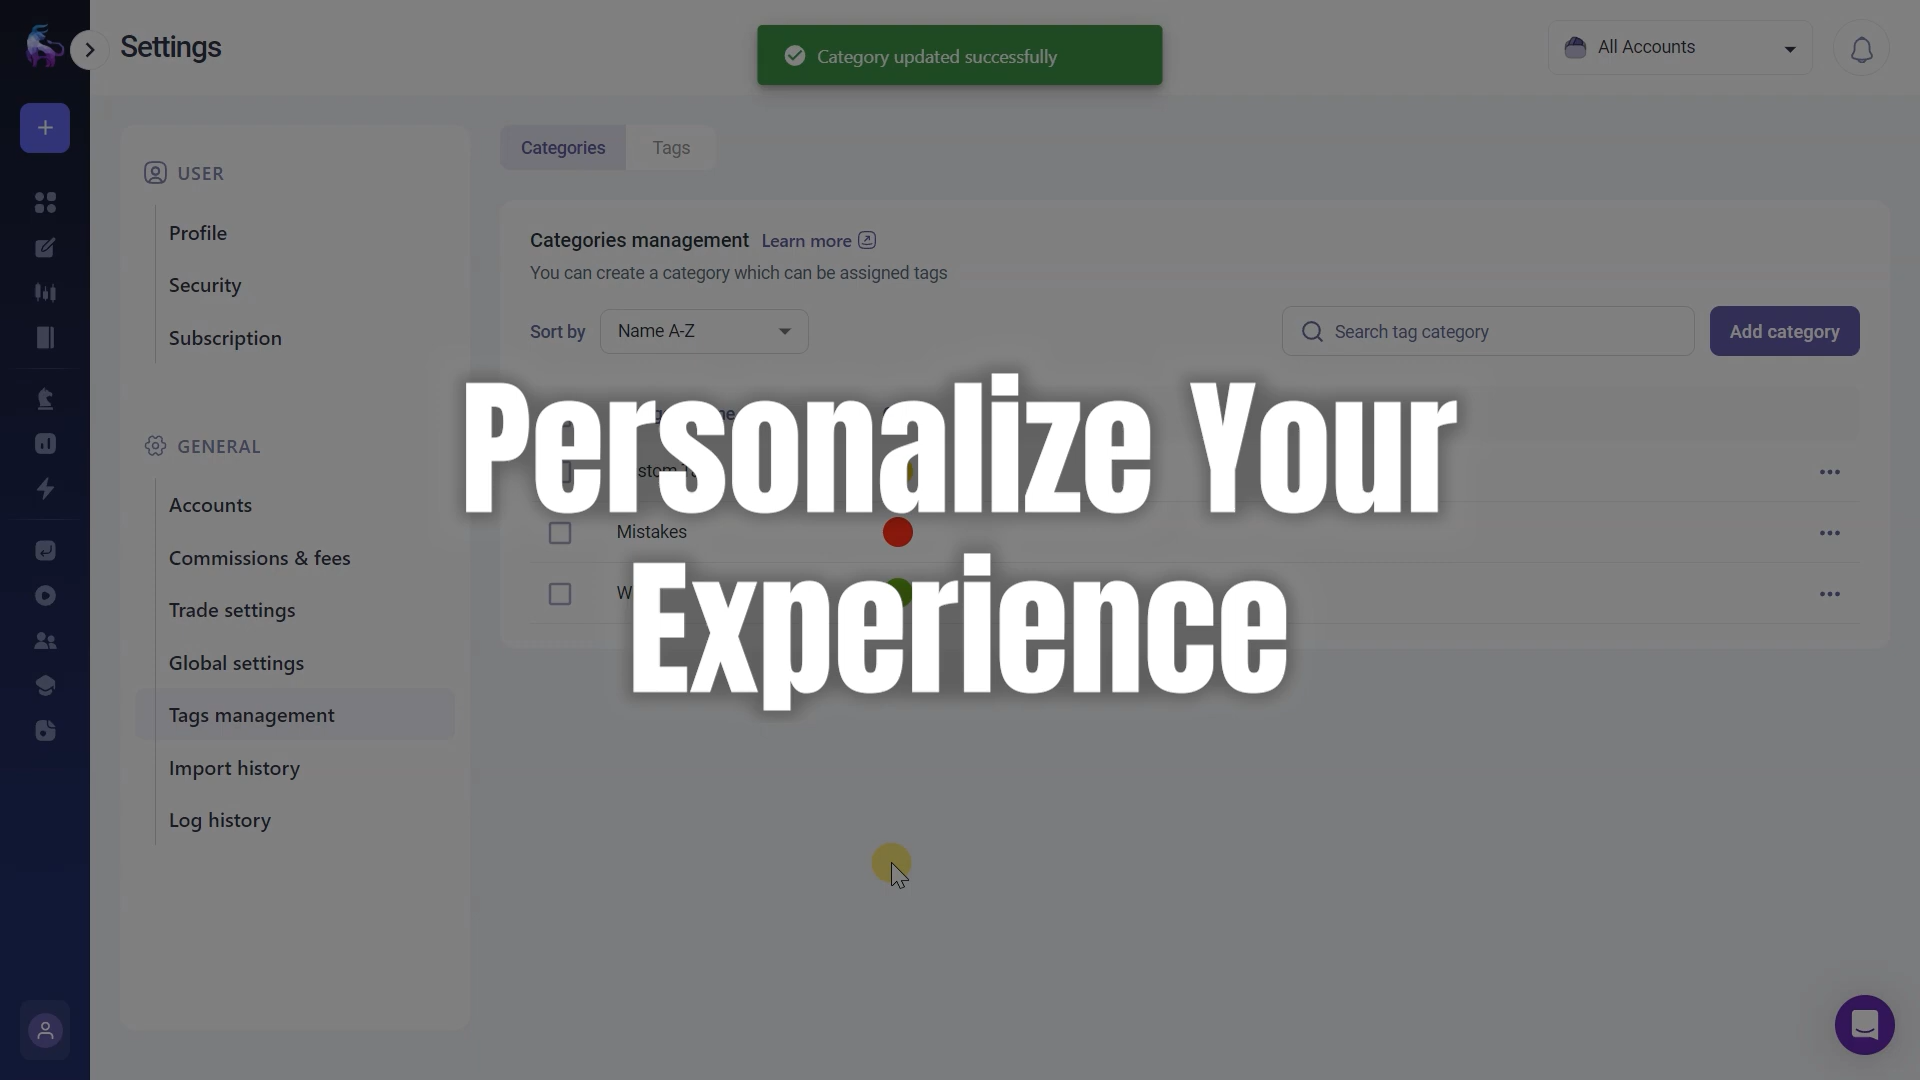 Settings
Category updated successfully
All Accounts
USER
Profile
Security
Subscription
GENERAL
Accounts
Commissions & fees
Trade settings
Global settings
Tags management
Import history
Log history
Categories
Tags
Categories management Learn more
You can create a category which can be assigned tags
Sort by
Name A-Z
Search tag category
Add category
Mistakes
Personalize Your
Experience